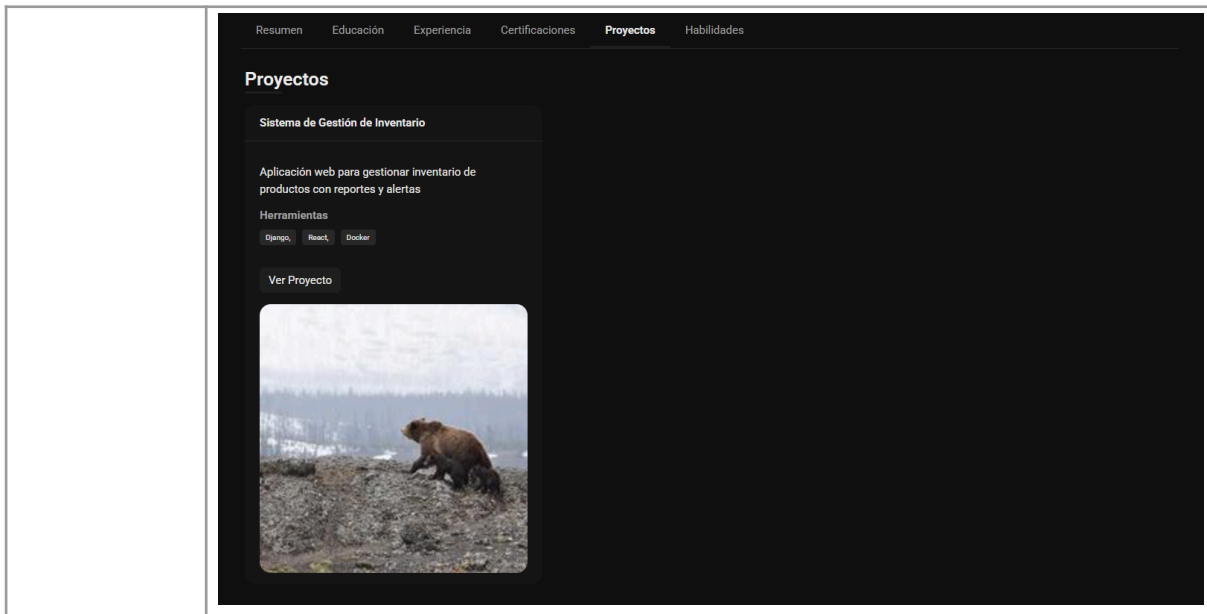 Resumen Educación Experiencia Certificaciones Proyectos Habilidades
Proyectos
Sistema de Gestión de Inventario
Aplicación web para gestionar inventario de
productos con reportes y alertas
Herramientas
Django, React, Docker
Ver Proyecto